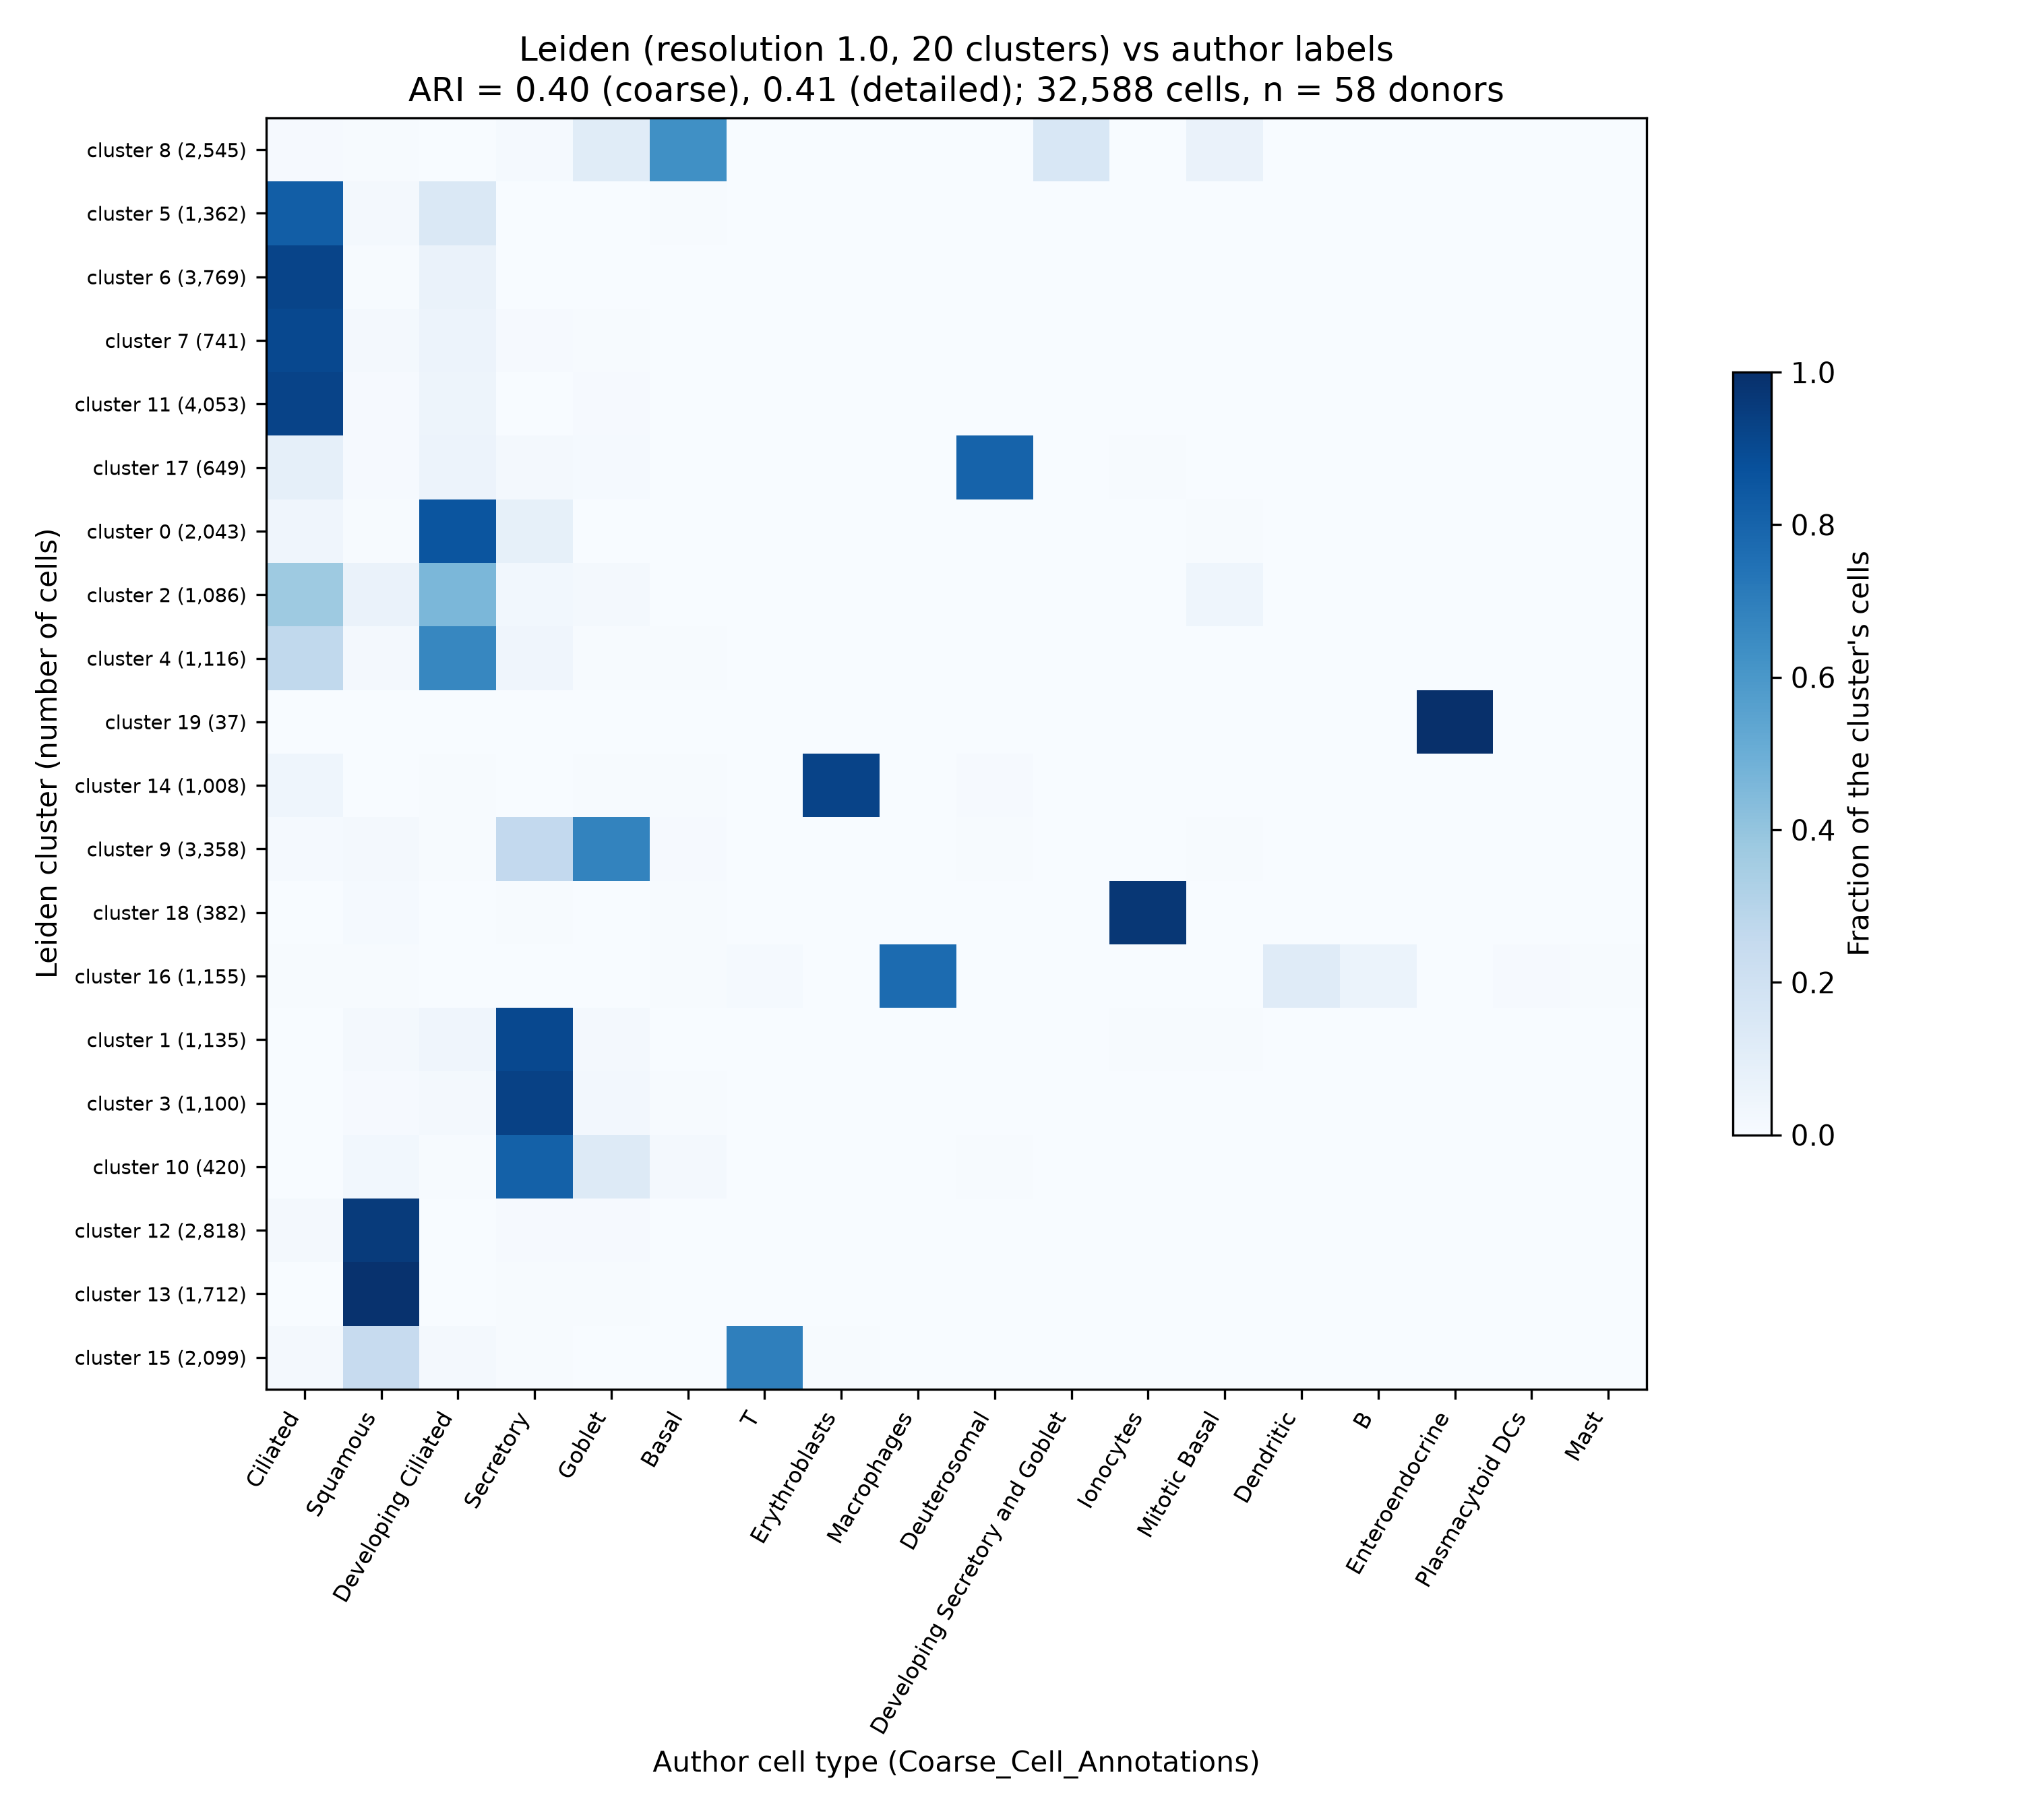 Leiden (resolution 1.0, 20 clusters) vs author labels
ARI = 0.40 (coarse), 0.41 (detailed); 32,588 cells, n = 58 donors
Leiden cluster (number of cells)
cluster 8 (2,545)
cluster 5 (1,362)
cluster 6 (3,769)
cluster 7 (741)
cluster 11 (4,053)
cluster 17 (649)
cluster 0 (2,043)
cluster 2 (1,086)
cluster 4 (1,116)
cluster 19 (37)
cluster 14 (1,008)
cluster 9 (3,358)
cluster 18 (382)
cluster 16 (1,155)
cluster 1 (1,135)
cluster 3 (1,100)
cluster 10 (420)
cluster 12 (2,818)
cluster 13 (1,712)
cluster 15 (2,099)
Ciliated
Squamous
Developing Ciliated
Secretory
Goblet
Basal
T
Erythroblasts
Macrophages
Deuterosomal
Developing Secretory and Goblet
Ionocytes
Mitotic Basal
Dendritic
B
Enteroendocrine
Plasmacytoid DCs
Mast
Author cell type (Coarse_Cell_Annotations)
1.0
0.8
0.6
0.4
0.2
0.0
Fraction of the cluster's cells